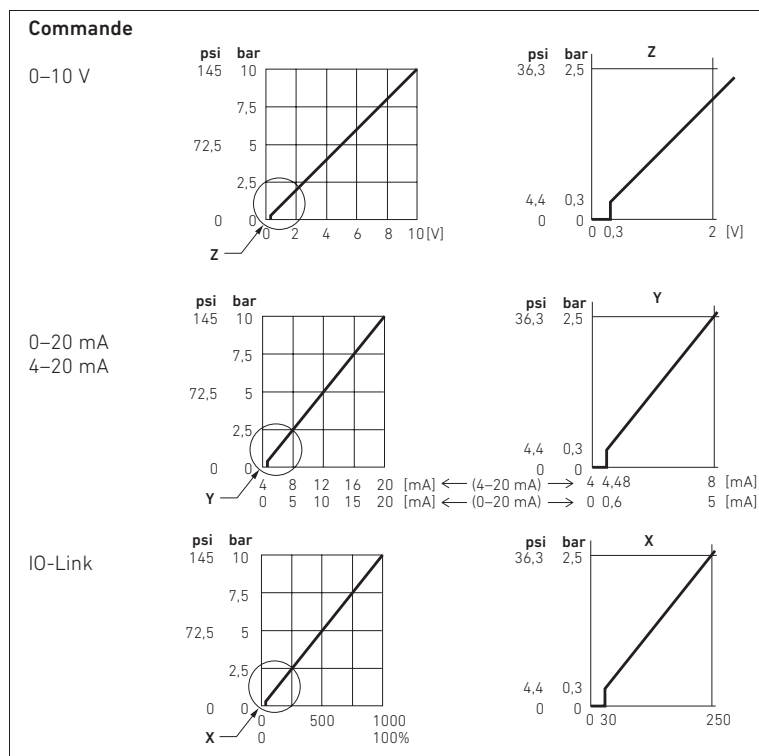 Commande
0–10 V
psi bar
145 10
7,5
72,5 5
2,5
0 0
0 2 4 6 8 10 [V]
Z
Z
psi bar
36,3 2,5
4,4 0,3
0 0
0 0,3 2 [V]
0–20 mA
4–20 mA
psi bar
145 10
7,5
72,5 5
2,5
0 0
Y
Y
psi bar
36,3 2,5
4,4 0,3
0 0
4 8 12 16 20 [mA] ← (4–20 mA) → 4 4,48 8 [mA]
0 5 10 15 20 [mA] ← (0–20 mA) → 0 0,6 5 [mA]
IO-Link
psi bar
145 10
7,5
72,5 5
2,5
0 0
0 500 1000
0 100%
X
X
psi bar
36,3 2,5
4,4 0,3
0 0
0 30 250